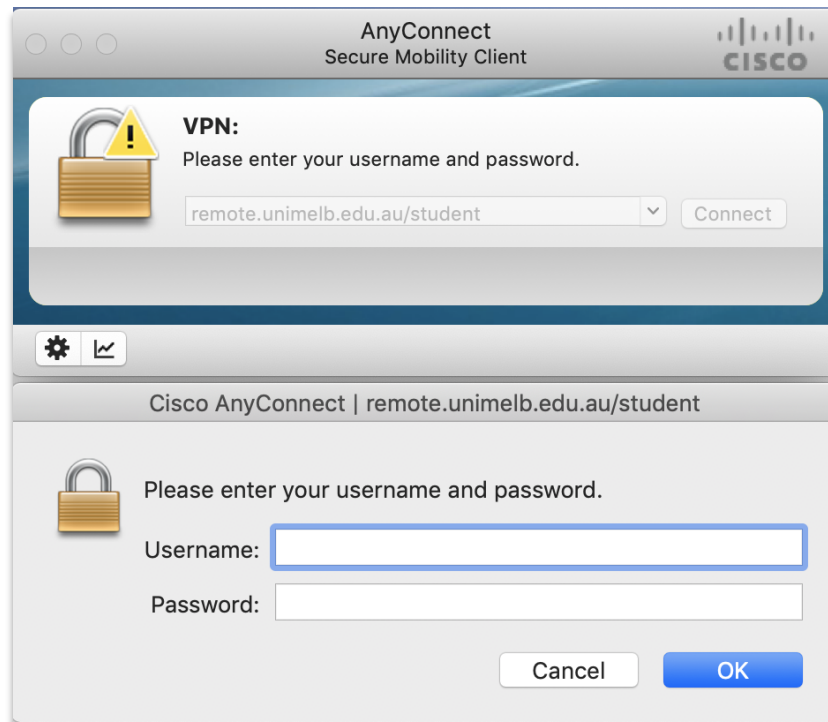 AnyConnect
Secure Mobility Client
CISCO
VPN:
Please enter your username and password.
remote.unimelb.edu.au/student
Connect
Cisco AnyConnect | remote.unimelb.edu.au/student
Please enter your username and password.
Username:
Password:
Cancel
OK